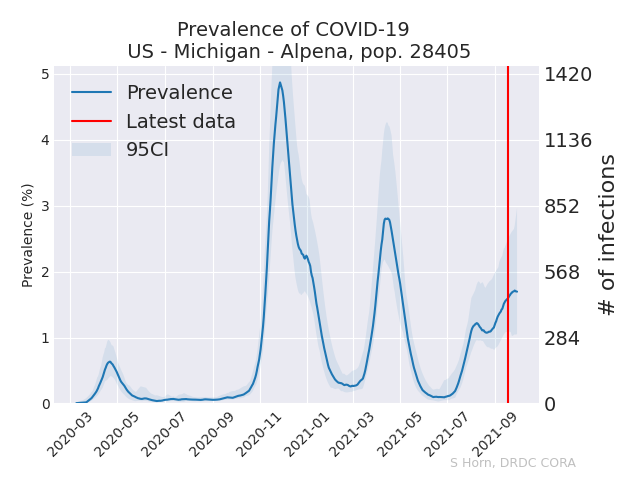 Prevalence of COVID-19
US - Michigan - Alpena, pop. 28405
Prevalence
Latest data
95CI
Prevalence (%)
5
4
3
2
1
0
1420
1136
852
568
284
0
# of infections
2020-03
2020-05
2020-07
2020-09
2020-11
2021-01
2021-03
2021-05
2021-07
2021-09
S Horn, DRDC CORA